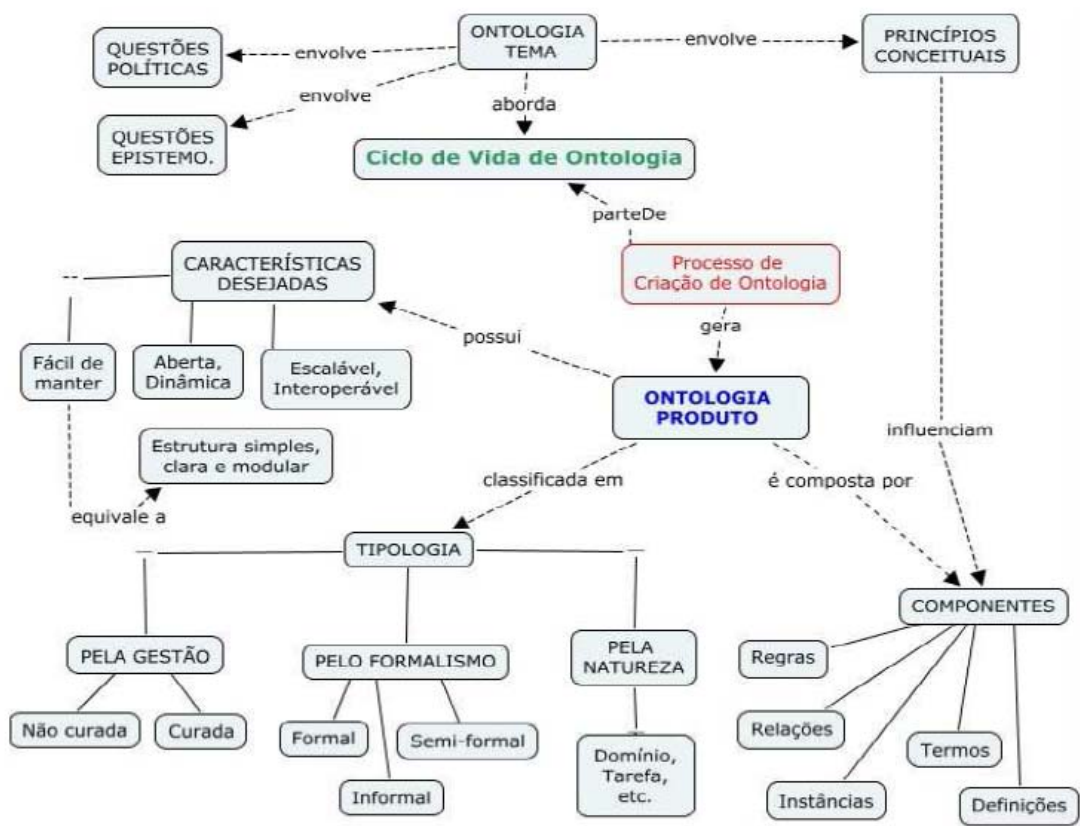 QUESTÕES
POLÍTICAS
envolve
ONTOLOGIA
TEMA
envolve
PRINCÍPIOS
CONCEITUAIS
envolve
aborda
QUESTÕES
EPISTEMO.
Ciclo de Vida de Ontologia
parteDe
CARACTERÍSTICAS
DESEJADAS
Processo de
Criação de Ontologia
possui
gera
Fácil de
manter
Aberta,
Dinâmica
Escalável,
Interoperável
ONTOLOGIA
PRODUTO
influenciam
Estrutura simples,
clara e modular
classificada em
é composta por
equivale a
TIPOLOGIA
COMPONENTES
PELA GESTÃO
PELO FORMALISMO
PELA
NATUREZA
Regras
Não curada
Curada
Formal
Semi-formal
Relações
Termos
Domínio,
Tarefa,
etc.
Informal
Instâncias
Definições